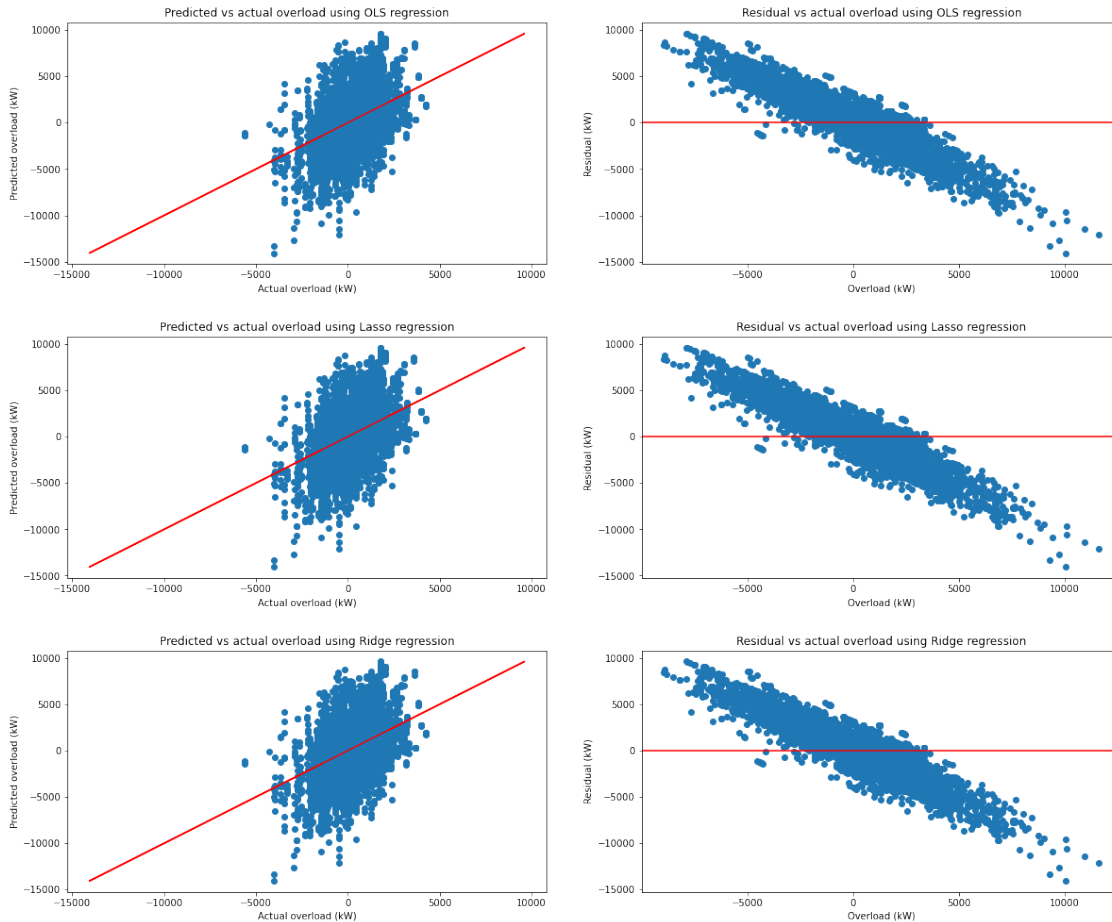 Predicted vs actual overload using OLS regression
Predicted overload (kW)
10000
5000
0
−5000
−10000
−15000
−15000 −10000 −5000 0 5000 10000
Actual overload (kW)
Residual vs actual overload using OLS regression
Residual (kW)
10000
5000
0
−5000
−10000
−15000
−5000 0 5000 10000
Overload (kW)
Predicted vs actual overload using Lasso regression
Predicted overload (kW)
10000
5000
0
−5000
−10000
−15000
−15000 −10000 −5000 0 5000 10000
Actual overload (kW)
Residual vs actual overload using Lasso regression
Residual (kW)
10000
5000
0
−5000
−10000
−15000
−5000 0 5000 10000
Overload (kW)
Predicted vs actual overload using Ridge regression
Predicted overload (kW)
10000
5000
0
−5000
−10000
−15000
−15000 −10000 −5000 0 5000 10000
Actual overload (kW)
Residual vs actual overload using Ridge regression
Residual (kW)
10000
5000
0
−5000
−10000
−15000
−5000 0 5000 10000
Overload (kW)